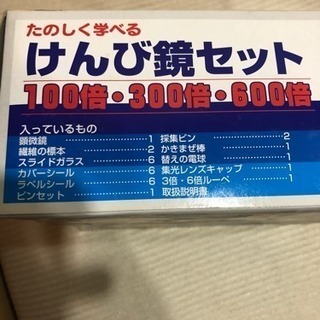 たのしく学べる
けんび鏡セット
100倍・300倍・600倍
入っているもの
顕微鏡……………………1
繊維の標本………………2
スライドガラス…………6
カバーシール……………6
ラベルシール……………6
ピンセット………………1
採集ビン…………………2
かきまぜ棒………………1
替えの電球………………1
集光レンズキャップ……1
3倍・6倍ルーペ…………1
取扱説明書